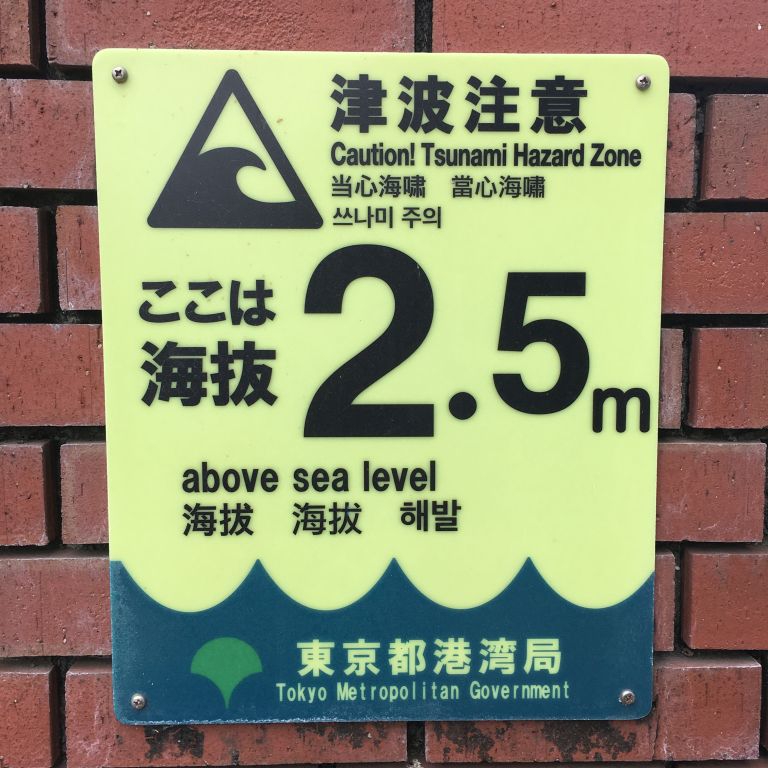 津波注意
Caution! Tsunami Hazard Zone
当心海啸　當心海嘯
쓰나미 주의
ここは
海抜
2.5m
above sea level
海拔　海拔　해발
東京都港湾局
Tokyo Metropolitan Government